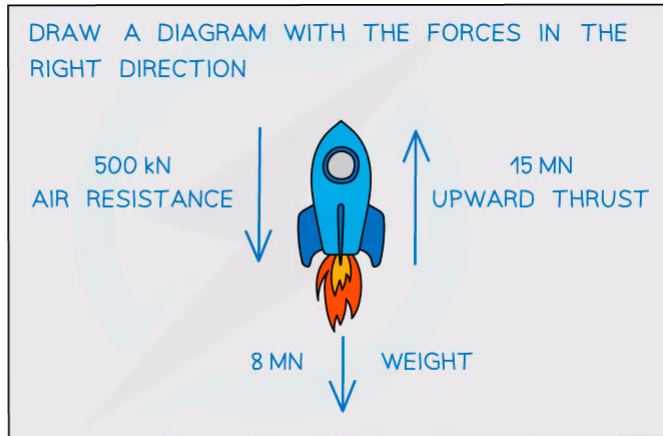 DRAW A DIAGRAM WITH THE FORCES IN THE
RIGHT DIRECTION
500 kN
AIR RESISTANCE
15 MN
UPWARD THRUST
8 MN WEIGHT